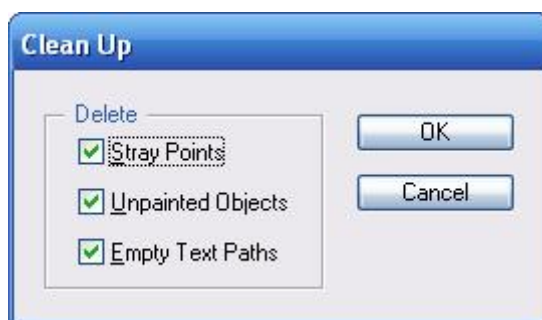 Clean Up
Delete
Stray Points
Unpainted Objects
Empty Text Paths
OK
Cancel